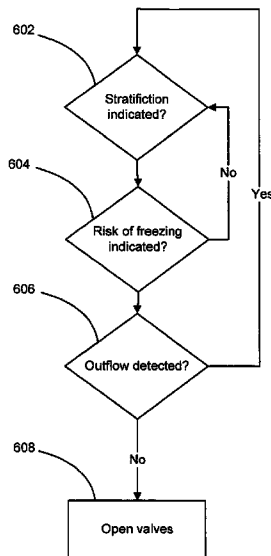 602
Stratifiction
indicated?
No
604
Yes
Risk of freezing
indicated?
606
Outflow detected?
No
608
Open valves